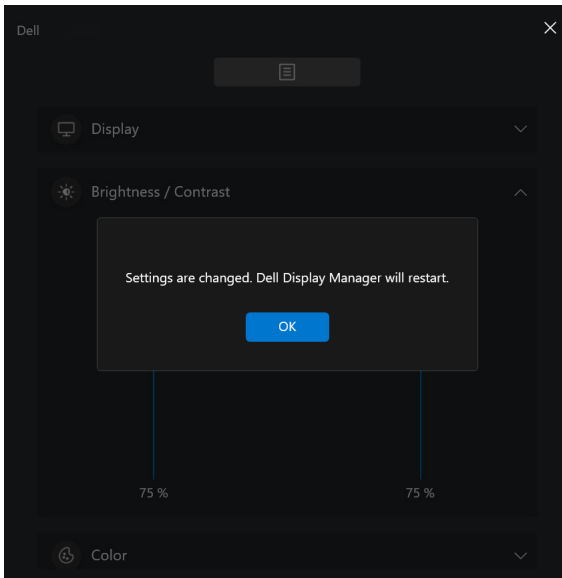 Dell
Display
Brightness / Contrast
Settings are changed. Dell Display Manager will restart.
OK
75 % 75 %
Color